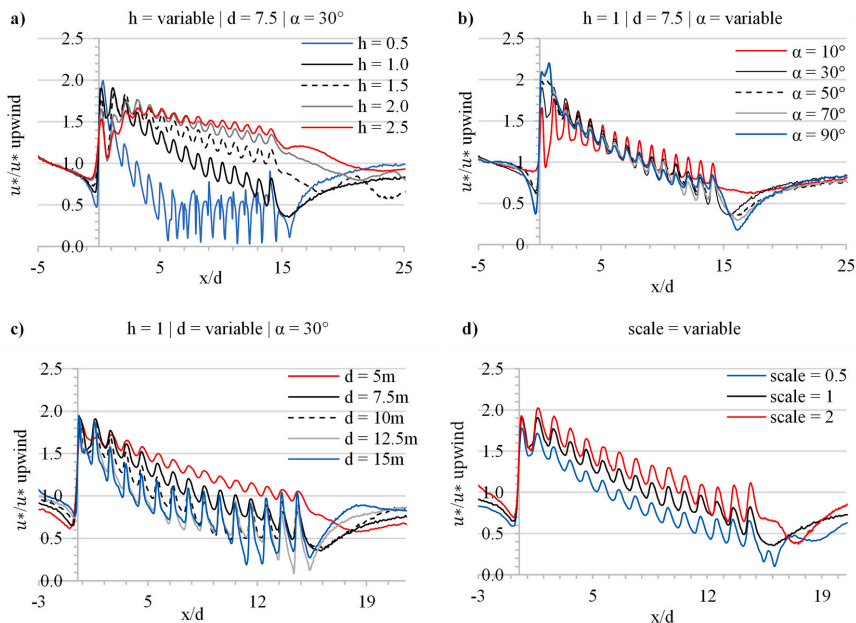 a) h = variable | d = 7.5 | α = 30°
h = 0.5
h = 1.0
h = 1.5
h = 2.0
h = 2.5
u*/u* upwind
2.5
2.0
1.5
1.0
0.5
0.0
-5 5 15 25
x/d
b) h = 1 | d = 7.5 | α = variable
α = 10°
α = 30°
α = 50°
α = 70°
α = 90°
u*/u* upwind
2.5
2.0
1.5
1.0
0.5
0.0
-5 5 15 25
x/d
c) h = 1 | d = variable | α = 30°
d = 5m
d = 7.5m
d = 10m
d = 12.5m
d = 15m
u*/u* upwind
2.5
2.0
1.5
1.0
0.5
0.0
-3 5 12 19
x/d
d) scale = variable
scale = 0.5
scale = 1
scale = 2
u*/u* upwind
2.5
2.0
1.5
1.0
0.5
0.0
-3 5 12 19
x/d